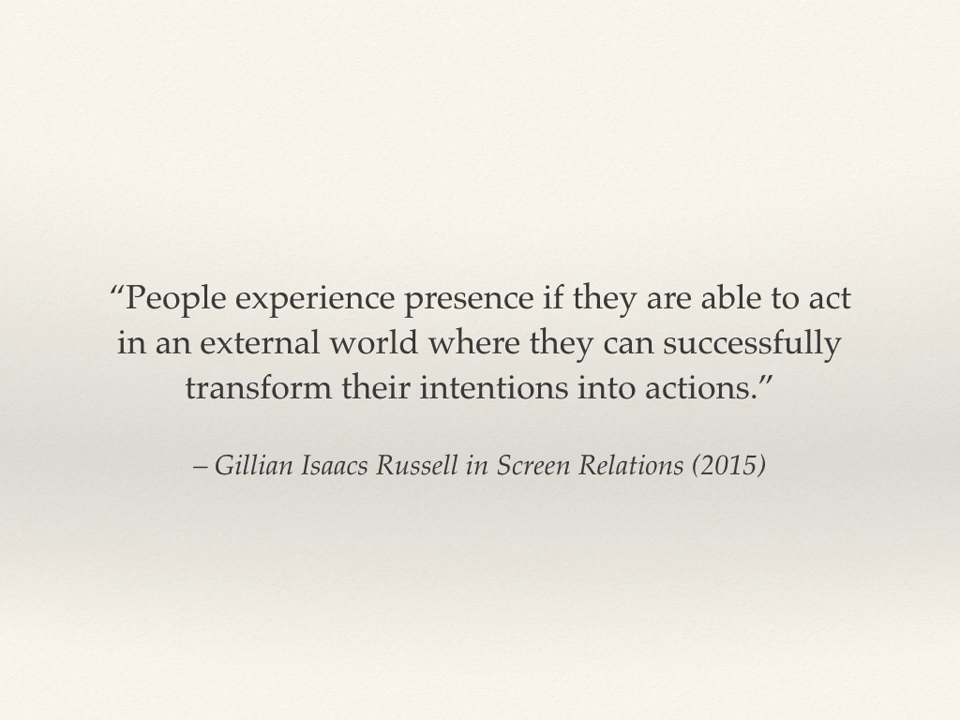 “People experience presence if they are able to act
in an external world where they can successfully
transform their intentions into actions.”
– Gillian Isaacs Russell in Screen Relations (2015)